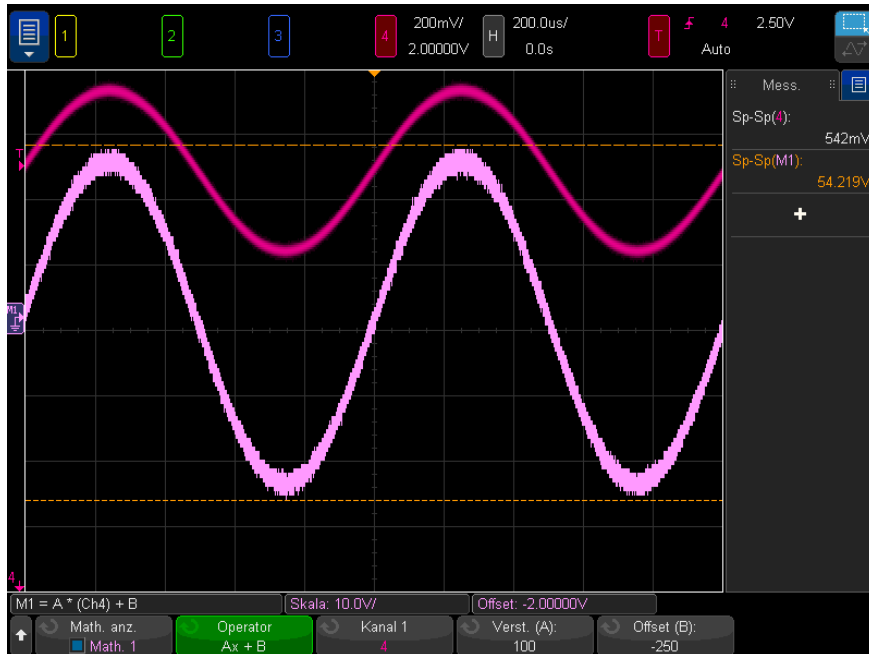 1 2 3 4 200mV/ H 200.0us/ T 4 2.50V
2.00000V 0.0s Auto
Mess.
Sp-Sp(4):
542mV
Sp-Sp(M1):
54.219V
+
T
M1
4
M1 = A * (Ch4) + B Skala: 10.0V/ Offset: -2.00000V
Math. anz. Operator Kanal 1 Verst. (A): Offset (B):
Math. 1 Ax + B 4 100 -250